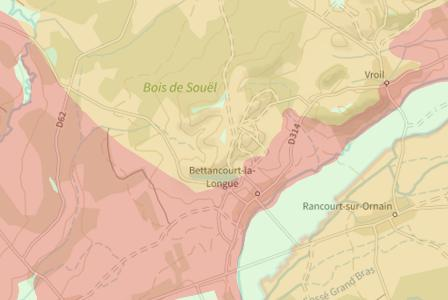 Bois de Souël
Vroil
D62
D314
Bettancourt-la-
Longue
Rancourt-sur-Ornain
Fossé Grand Bras